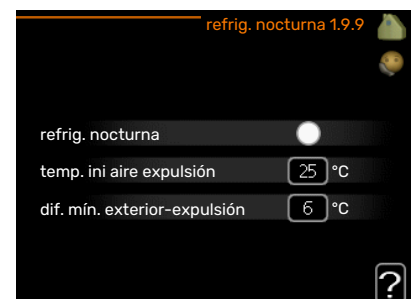 refrig. nocturna 1.9.9
refrig. nocturna
temp. ini aire expulsión 25 °C
dif. mín. exterior-expulsión 6 °C
?